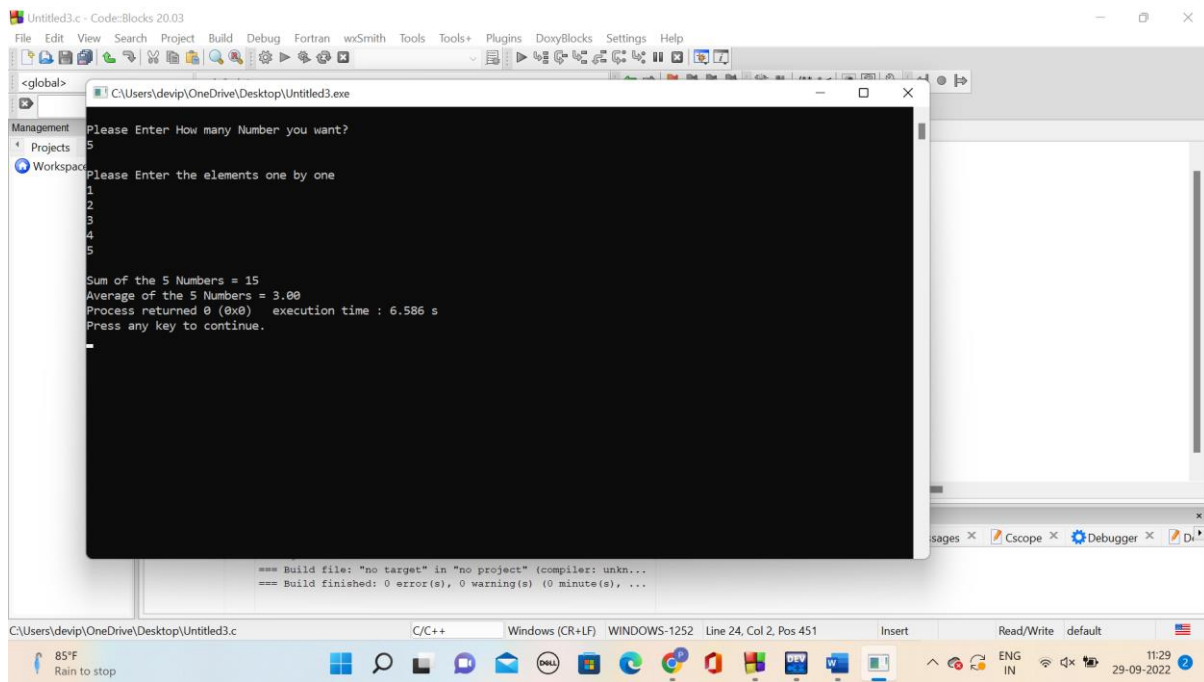 Untitled3.c - Code::Blocks 20.03
File Edit View Search Project Build Debug Fortran wxSmith Tools Tools+ Plugins DoxyBlocks Settings Help
<global>
C:\Users\devip\OneDrive\Desktop\Untitled3.exe
Management
Projects
Workspace
Please Enter How many Number you want?
5
Please Enter the elements one by one
1
2
3
4
5
Sum of the 5 Numbers = 15
Average of the 5 Numbers = 3.00
Process returned 0 (0x0) execution time : 6.586 s
Press any key to continue.
ssages Cscope Debugger D
=== Build file: "no target" in "no project" (compiler: unkn...
=== Build finished: 0 error(s), 0 warning(s) (0 minute(s), ...
C:\Users\devip\OneDrive\Desktop\Untitled3.c C/C++ Windows (CR+LF) WINDOWS-1252 Line 24, Col 2, Pos 451 Insert Read/Write default
85°F
Rain to stop
DELL
DEV
W
P
ENG
IN
11:29
29-09-2022
2